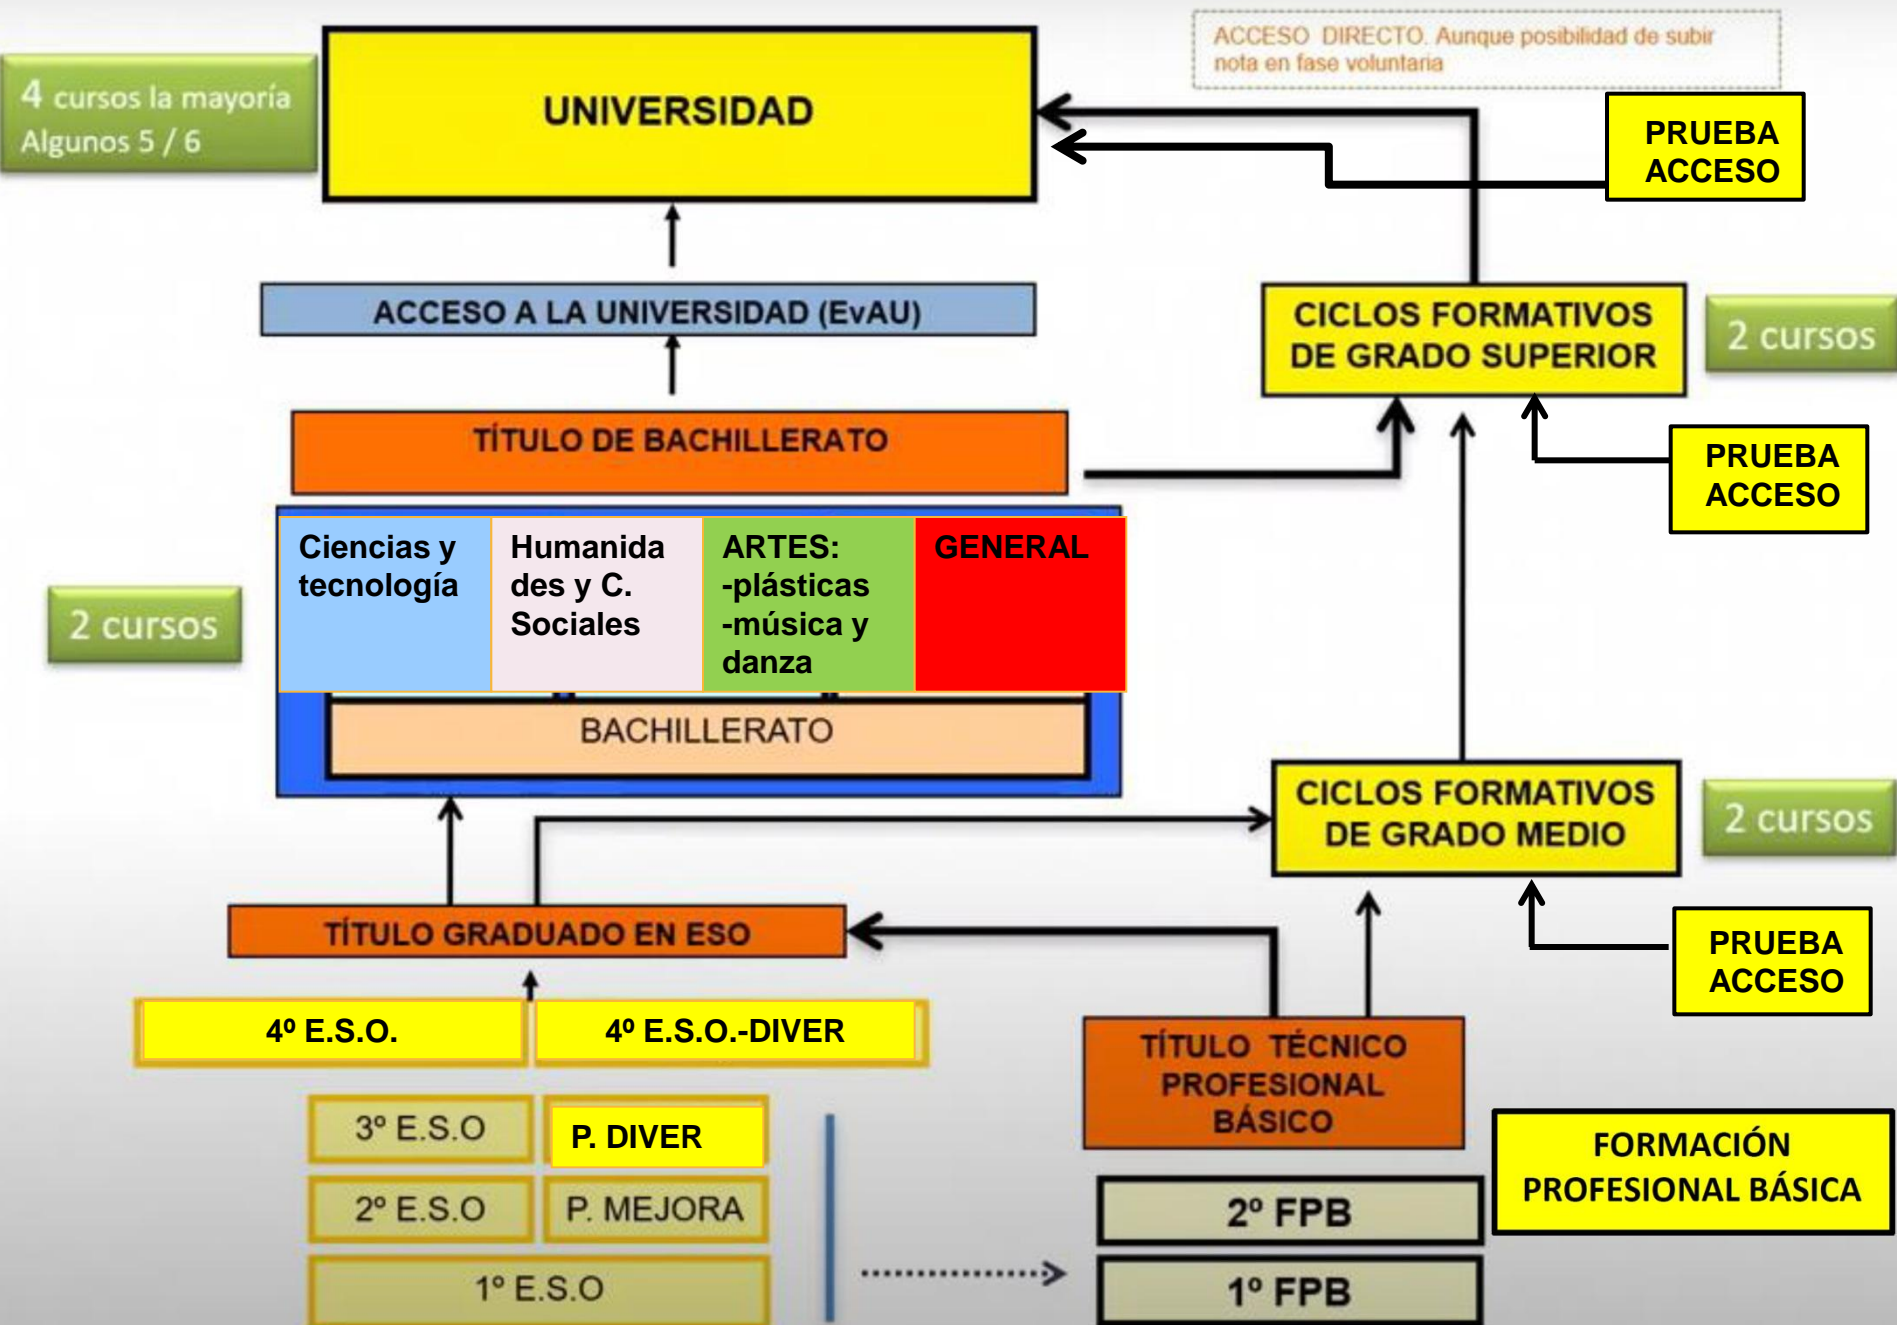 ACCESO DIRECTO. Aunque posibilidad de subir
nota en fase voluntaria
4 cursos la mayoría
Algunos 5 / 6
UNIVERSIDAD
PRUEBA
ACCESO
ACCESO A LA UNIVERSIDAD (EvAU)
CICLOS FORMATIVOS
DE GRADO SUPERIOR
2 cursos
TÍTULO DE BACHILLERATO
PRUEBA
ACCESO
2 cursos
Ciencias y
tecnología
Humanida
des y C.
Sociales
ARTES:
-plásticas
-música y
danza
GENERAL
BACHILLERATO
CICLOS FORMATIVOS
DE GRADO MEDIO
2 cursos
TÍTULO GRADUADO EN ESO
PRUEBA
ACCESO
4º E.S.O.
4º E.S.O.-DIVER
TÍTULO TÉCNICO
PROFESIONAL
BÁSICO
3º E.S.O
P. DIVER
FORMACIÓN
PROFESIONAL BÁSICA
2º E.S.O
P. MEJORA
2º FPB
1º E.S.O
1º FPB